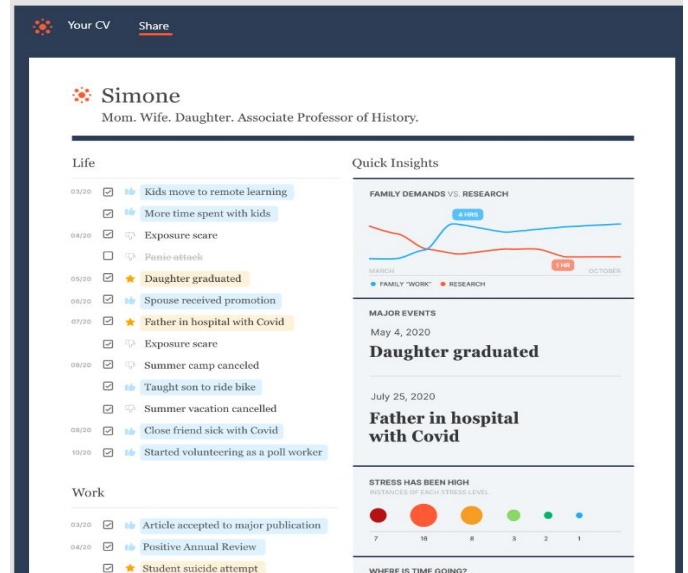 Your CV Share
Simone
Mom. Wife. Daughter. Associate Professor of History.
Life
03/20 Kids move to remote learning
More time spent with kids
04/20 Exposure scare
Panic attack
05/20 Daughter graduated
06/20 Spouse received promotion
07/20 Father in hospital with Covid
Exposure scare
08/20 Summer camp canceled
Taught son to ride bike
Summer vacation cancelled
08/20 Close friend sick with Covid
10/20 Started volunteering as a poll worker
Work
03/20 Article accepted to major publication
04/20 Positive Annual Review
Student suicide attempt
Quick Insights
FAMILY DEMANDS VS. RESEARCH
4 HRS
1 HR
MARCH OCTOBER
FAMILY "WORK" RESEARCH
MAJOR EVENTS
May 4, 2020
Daughter graduated
July 25, 2020
Father in hospital
with Covid
STRESS HAS BEEN HIGH
INSTANCES OF EACH STRESS LEVEL
7 16 8 3 2 1
WHERE IS TIME GOING?